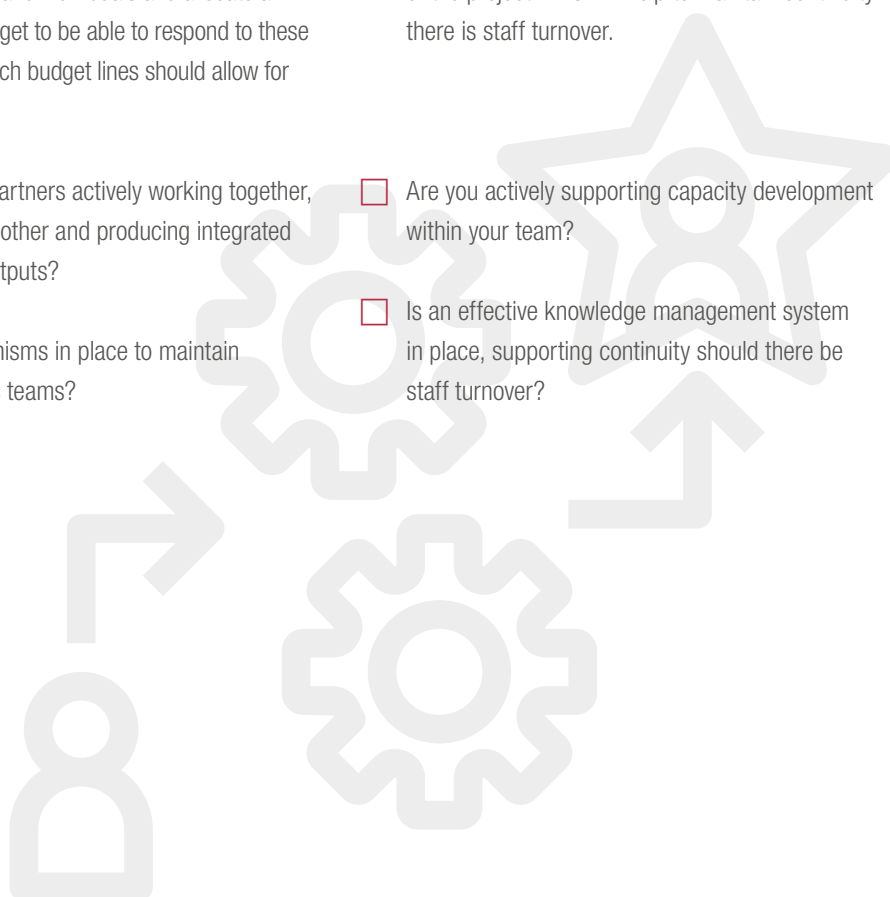 get to be able to respond to these
ch budget lines should allow for
artners actively working together,
other and producing integrated
tputs?
nisms in place to maintain
teams?
there is staff turnover.
Are you actively supporting capacity development
within your team?
Is an effective knowledge management system
in place, supporting continuity should there be
staff turnover?